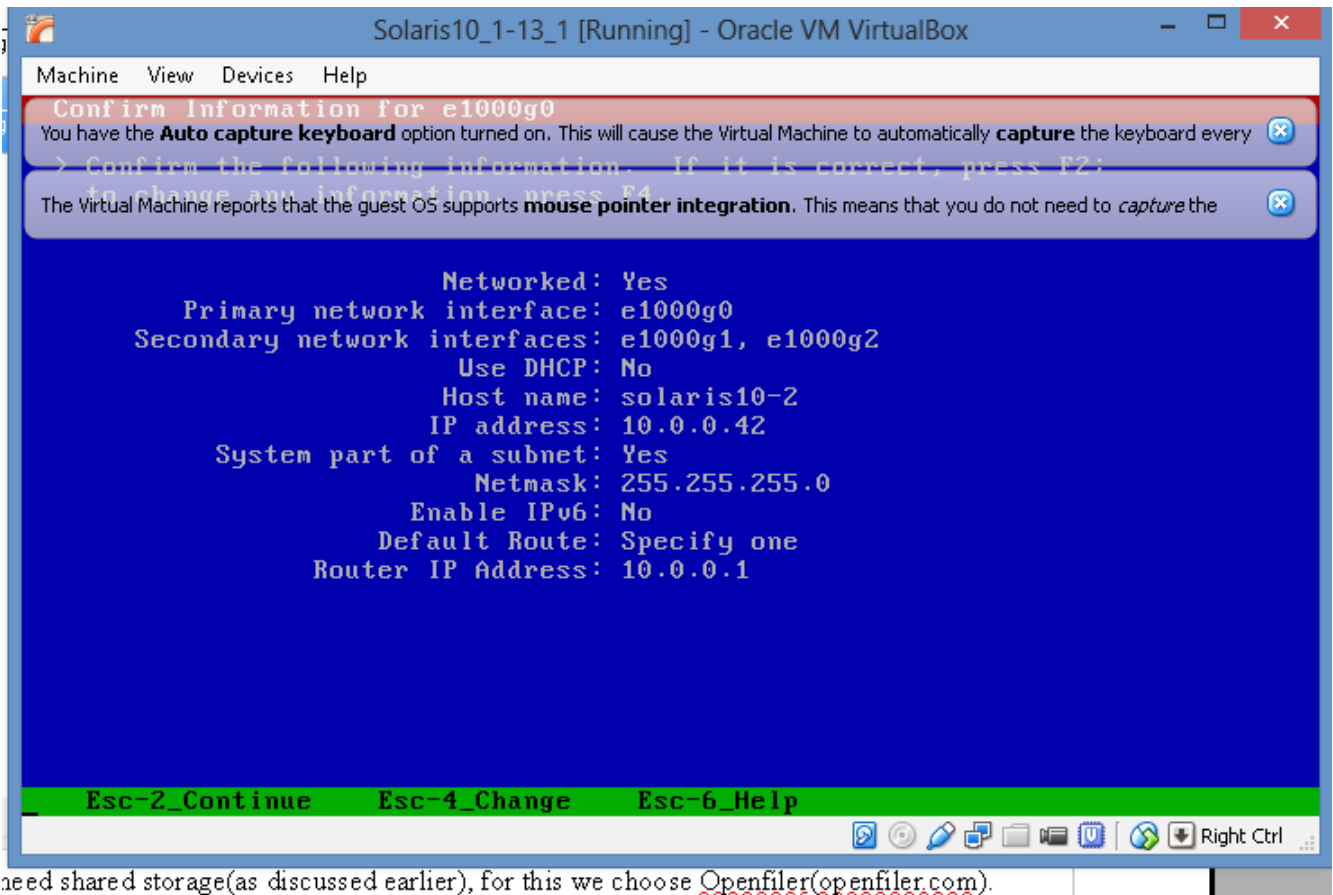 Solaris10_1-13_1 [Running] - Oracle VM VirtualBox
Machine View Devices Help
Confirm Information for e1000g0
You have the Auto capture keyboard option turned on. This will cause the Virtual Machine to automatically capture the keyboard every
> Confirm the following information. If it is correct, press F2;
to change any information, press F4.
The Virtual Machine reports that the guest OS supports mouse pointer integration. This means that you do not need to capture the
Networked: Yes
Primary network interface: e1000g0
Secondary network interfaces: e1000g1, e1000g2
Use DHCP: No
Host name: solaris10-2
IP address: 10.0.0.42
System part of a subnet: Yes
Netmask: 255.255.255.0
Enable IPv6: No
Default Route: Specify one
Router IP Address: 10.0.0.1
Esc-2_Continue Esc-4_Change Esc-6_Help
Right Ctrl
need shared storage(as discussed earlier), for this we choose Openfiler(openfiler.com).